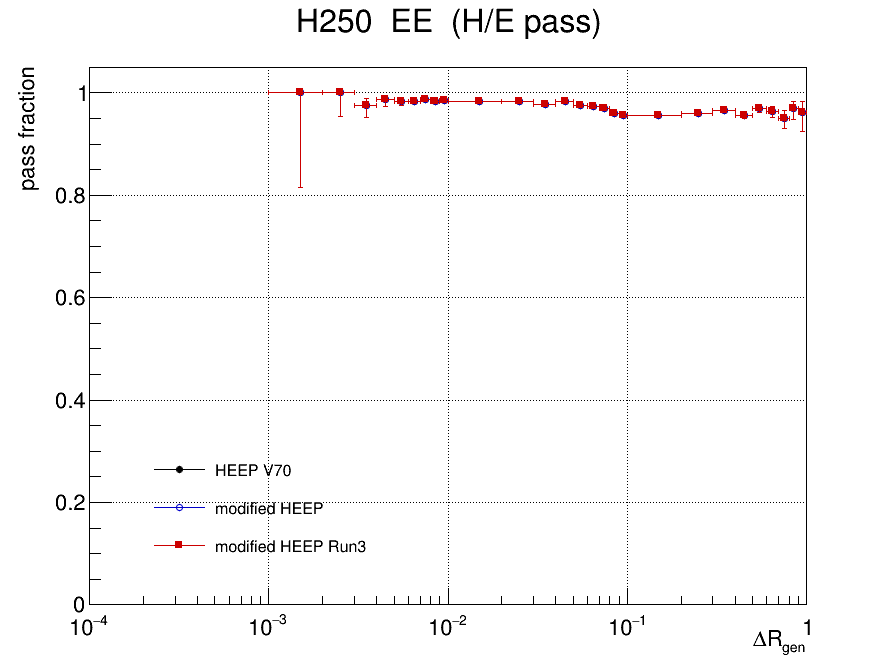 H250 EE (H/E pass)
pass fraction
1
0.8
0.6
0.4
0.2
0
HEEP V70
modified HEEP
modified HEEP Run3
10⁻⁴ 10⁻³ 10⁻² 10⁻¹ 1
ΔR_gen